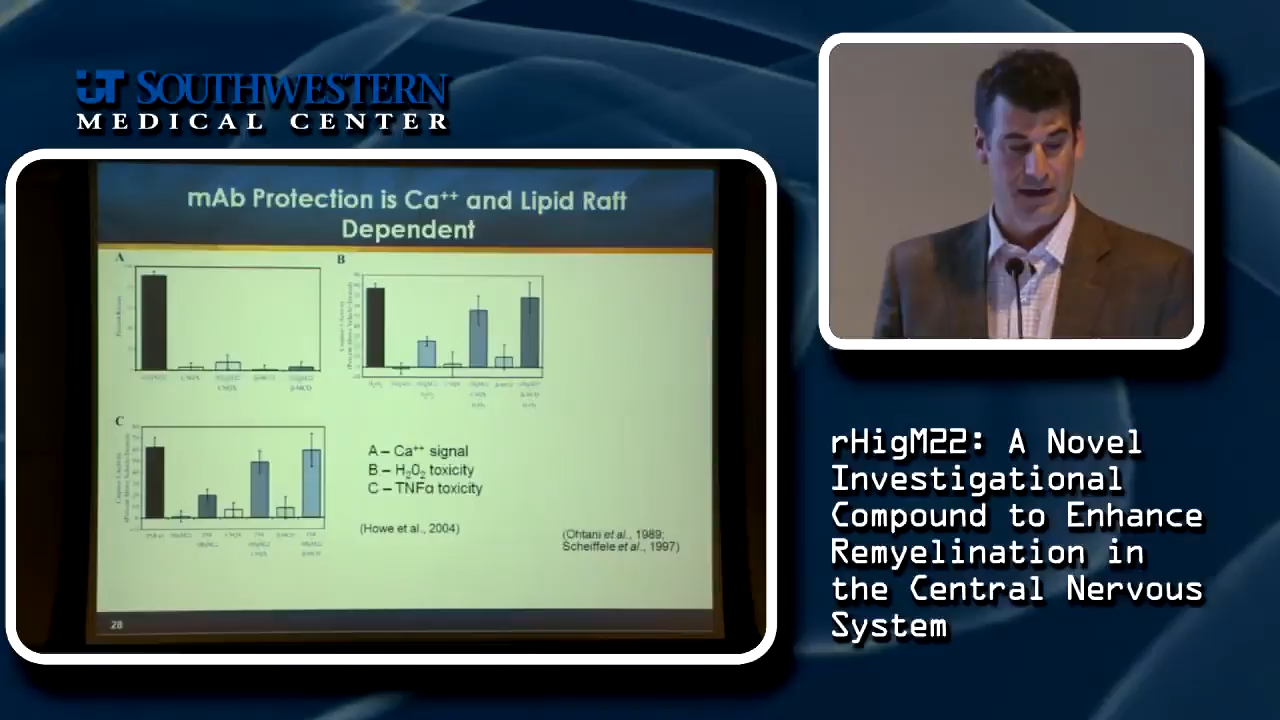 UT SOUTHWESTERN
MEDICAL CENTER
mAb Protection is Ca++ and Lipid Raft
Dependent
A
B
C
A – Ca++ signal
B – H2O2 toxicity
C – TNFα toxicity
(Howe et al., 2004)
(Ohtani et al., 1989;
Scheiffele et al., 1997)
28
rHigM22: A Novel
Investigational
Compound to Enhance
Remyelination in
the Central Nervous
System